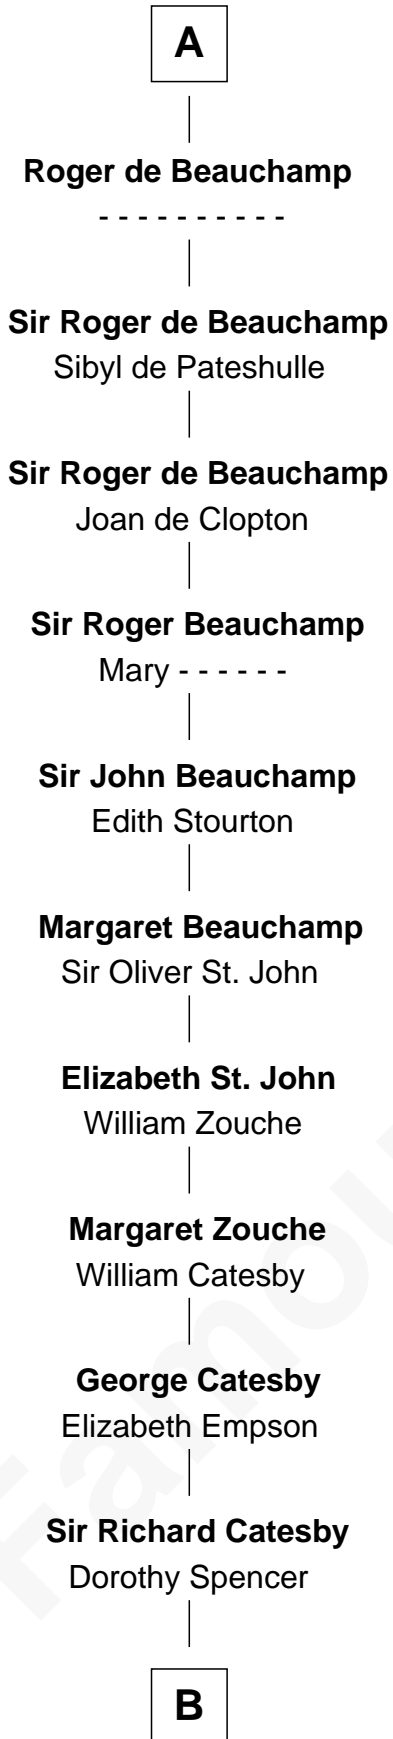 A
Roger de Beauchamp
- - - - - - - - - -
Sir Roger de Beauchamp
Sibyl de Pateshulle
Sir Roger de Beauchamp
Joan de Clopton
Sir Roger Beauchamp
Mary - - - - - -
Sir John Beauchamp
Edith Stourton
Margaret Beauchamp
Sir Oliver St. John
Elizabeth St. John
William Zouche
Margaret Zouche
William Catesby
George Catesby
Elizabeth Empson
Sir Richard Catesby
Dorothy Spencer
B